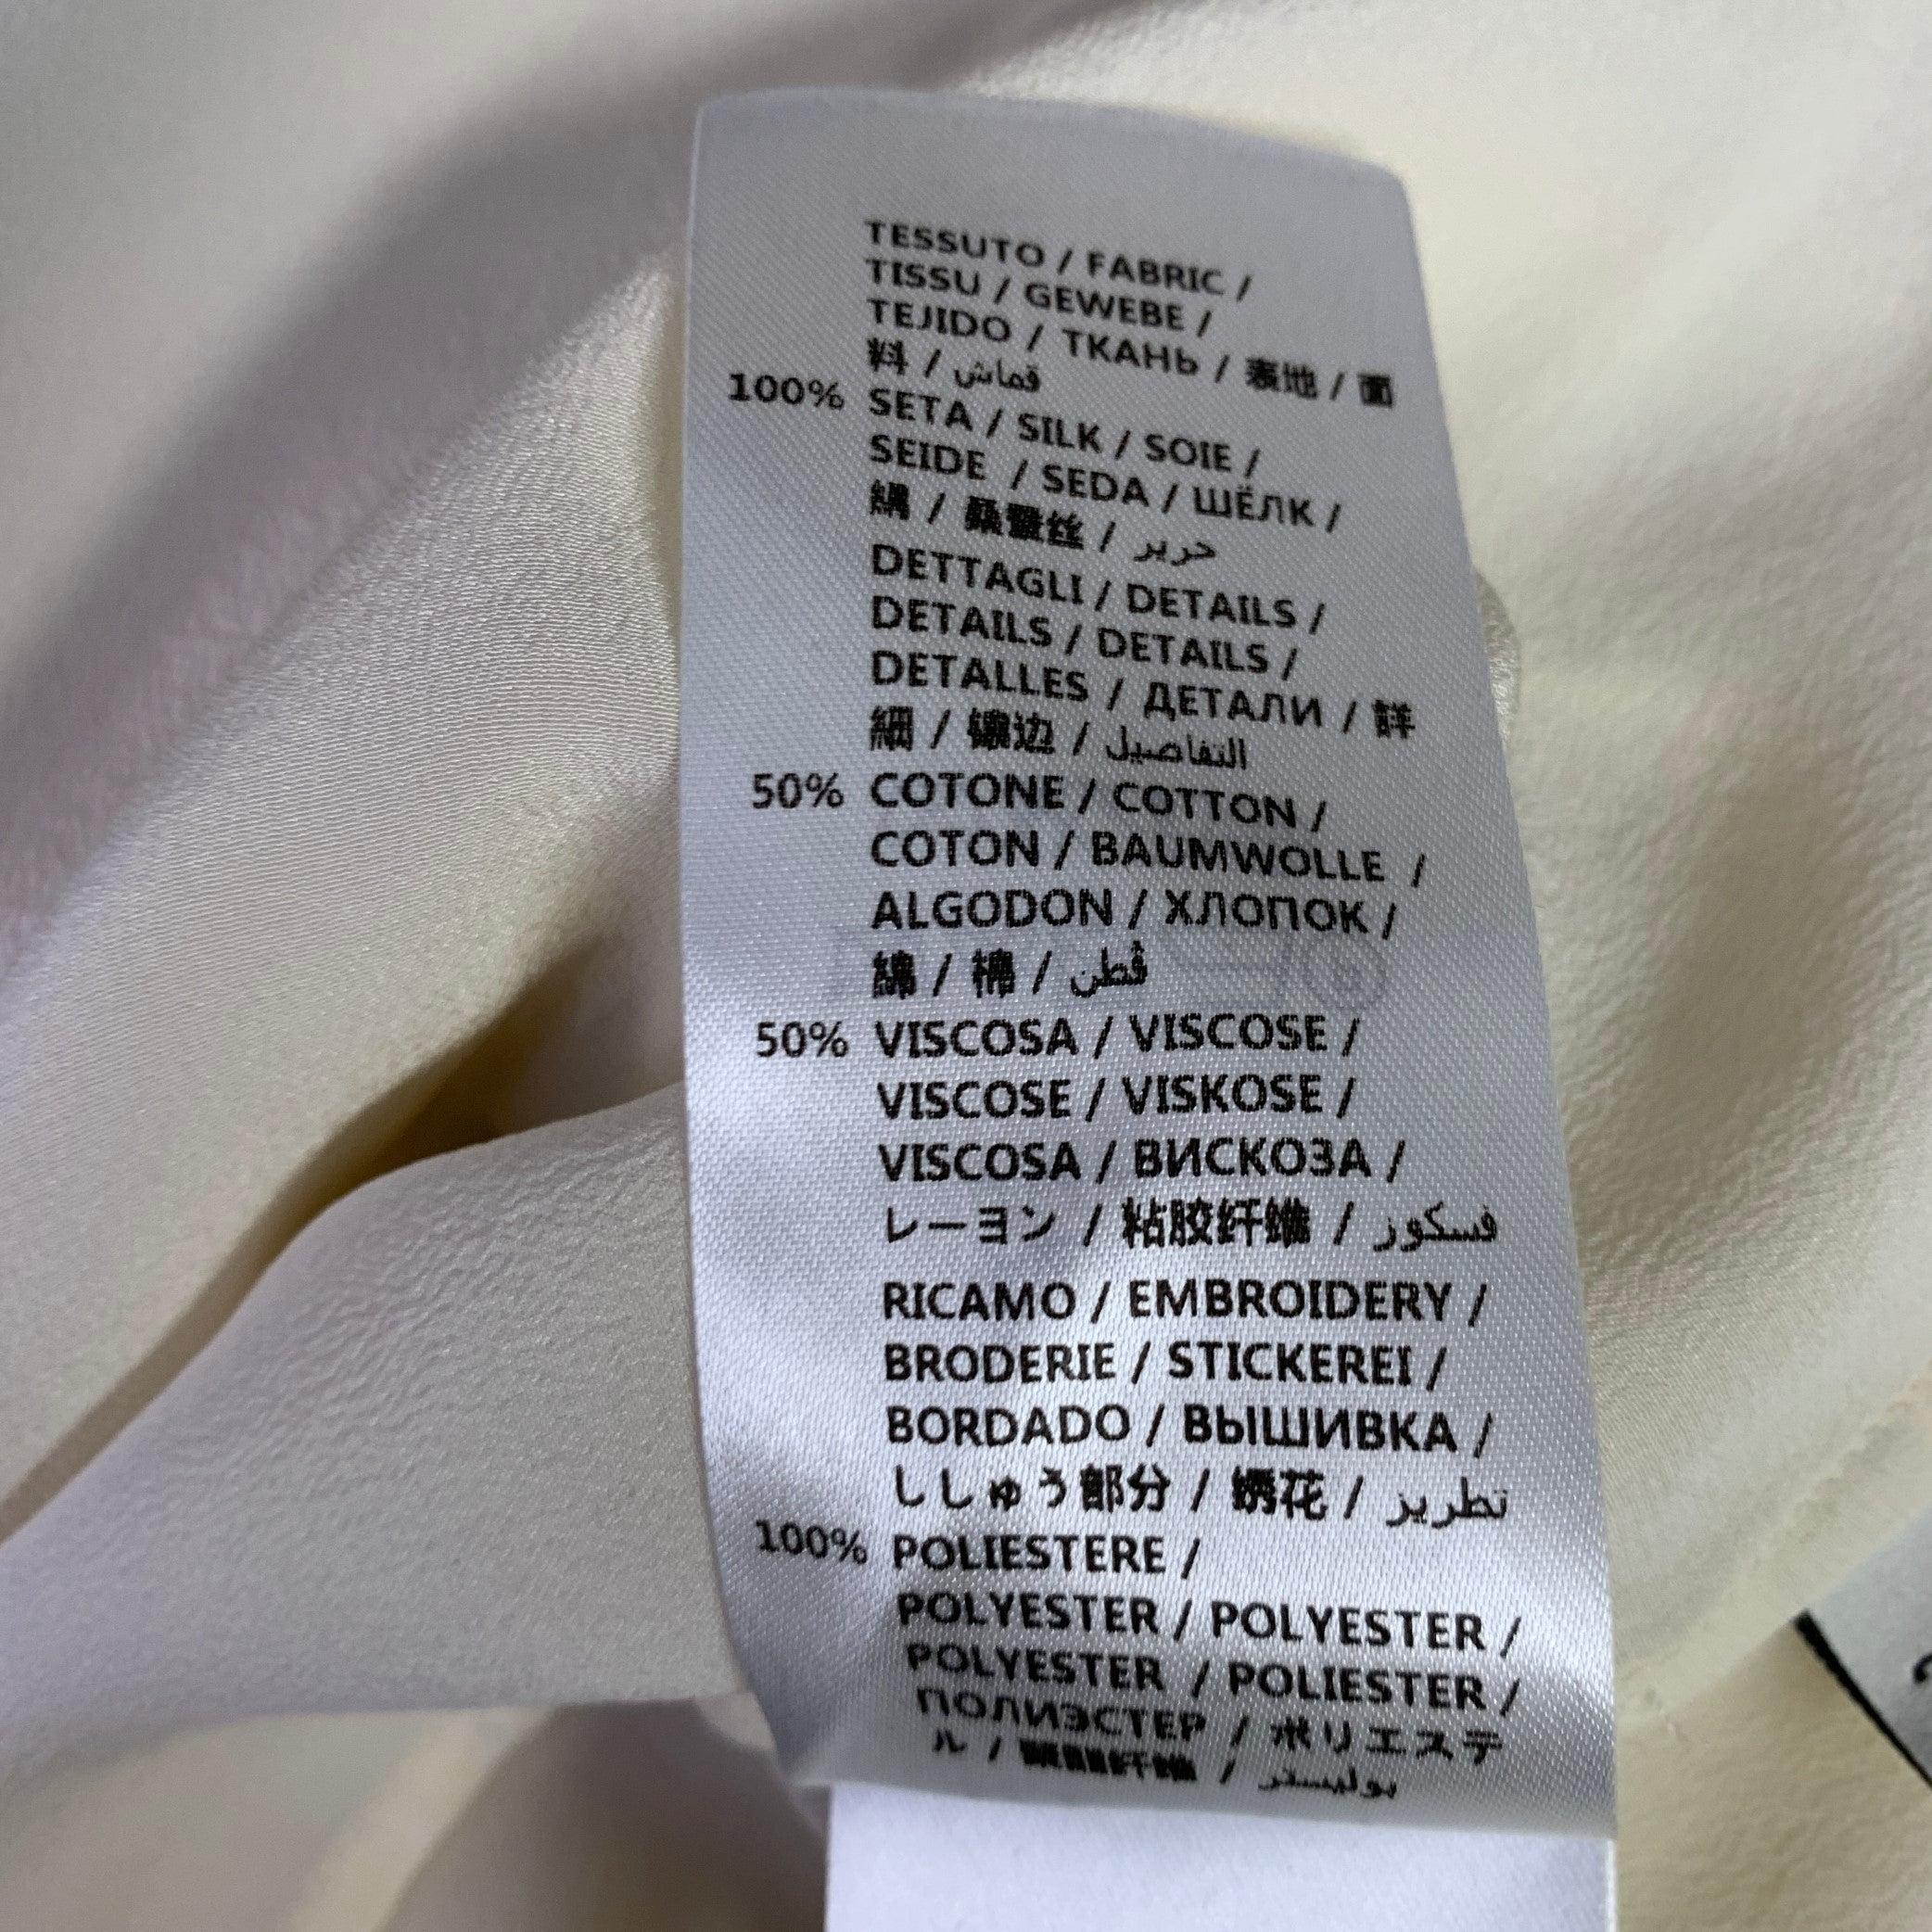 TESSUTO / FABRIC /
TISSU / GEWEBE /
TEJIDO / ТКАНЬ / 表地 / 面
料 / قماش
100% SETA / SILK / SOIE /
SEIDE / SEDA / ШЁЛК /
絹 / 桑蚕丝 / حرير
DETTAGLI / DETAILS /
DETAILS / DETAILS /
DETALLES / ДЕТАЛИ / 詳
細 / 镶边 / التفاصيل
50% COTONE / COTTON /
COTON / BAUMWOLLE /
ALGODON / ХЛОПОК /
綿 / 棉 / قُطن
50% VISCOSA / VISCOSE /
VISCOSE / VISKOSE /
VISCOSA / ВИСКОЗА /
レーヨン / 粘胶纤维 / فسكوز
RICAMO / EMBROIDERY /
BRODERIE / STICKEREI /
BORDADO / ВЫШИВКА /
ししゅう部分 / 绣花 / تطريز
100% POLIESTERE /
POLYESTER / POLYESTER /
POLYESTER / POLIESTER /
ПОЛИЭСТЕР / ポリエステ
ル / 纤维 / بوليستر